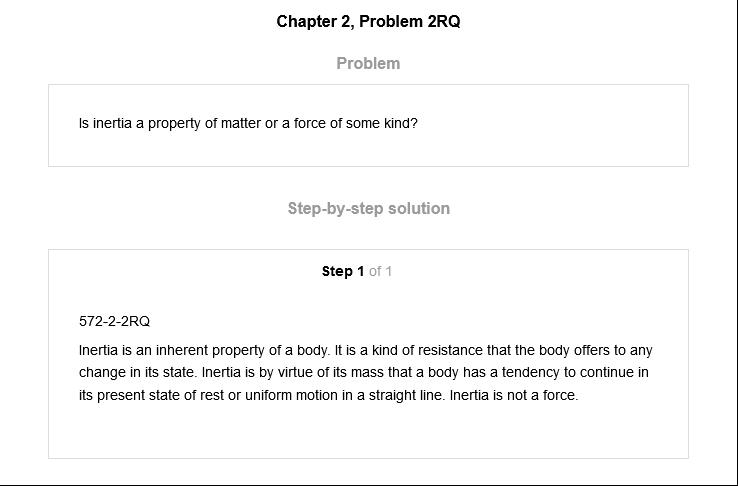 Chapter 2, Problem 2RQ
Problem
Is inertia a property of matter or a force of some kind?
Step-by-step solution
Step 1 of 1
572-2-2RQ
Inertia is an inherent property of a body. It is a kind of resistance that the body offers to any
change in its state. Inertia is by virtue of its mass that a body has a tendency to continue in
its present state of rest or uniform motion in a straight line. Inertia is not a force.